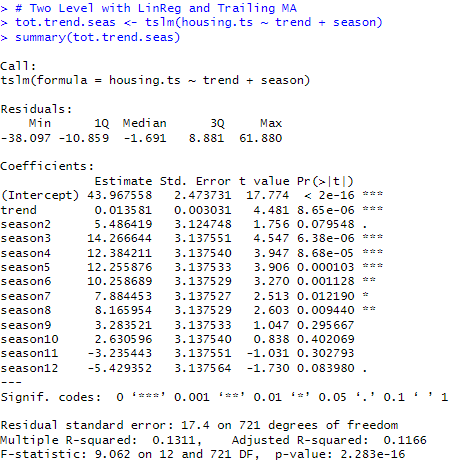 > # Two Level with LinReg and Trailing MA
> tot.trend.seas <- tslm(housing.ts ~ trend + season)
> summary(tot.trend.seas)
Call:
tslm(formula = housing.ts ~ trend + season)
Residuals:
    Min      1Q  Median      3Q     Max
-38.097 -10.859  -1.691   8.881  61.880
Coefficients:
             Estimate Std. Error t value Pr(>|t|)
(Intercept) 43.967558   2.473731  17.774  < 2e-16 ***
trend        0.013581   0.003031   4.481 8.65e-06 ***
season2      5.486419   3.124748   1.756 0.079548 .
season3     14.266644   3.137551   4.547 6.38e-06 ***
season4     12.384211   3.137540   3.947 8.68e-05 ***
season5     12.255876   3.137533   3.906 0.000103 ***
season6     10.258689   3.137529   3.270 0.001128 **
season7      7.884453   3.137527   2.513 0.012190 *
season8      8.165954   3.137529   2.603 0.009440 **
season9      3.283521   3.137533   1.047 0.295667
season10     2.630596   3.137540   0.838 0.402069
season11    -3.235443   3.137551  -1.031 0.302793
season12    -5.429352   3.137564  -1.730 0.083980 .
---
Signif. codes:  0 ‘***’ 0.001 ‘**’ 0.01 ‘*’ 0.05 ‘.’ 0.1 ‘ ’ 1
Residual standard error: 17.4 on 721 degrees of freedom
Multiple R-squared:  0.1311,    Adjusted R-squared:  0.1166
F-statistic: 9.062 on 12 and 721 DF,  p-value: 2.283e-16